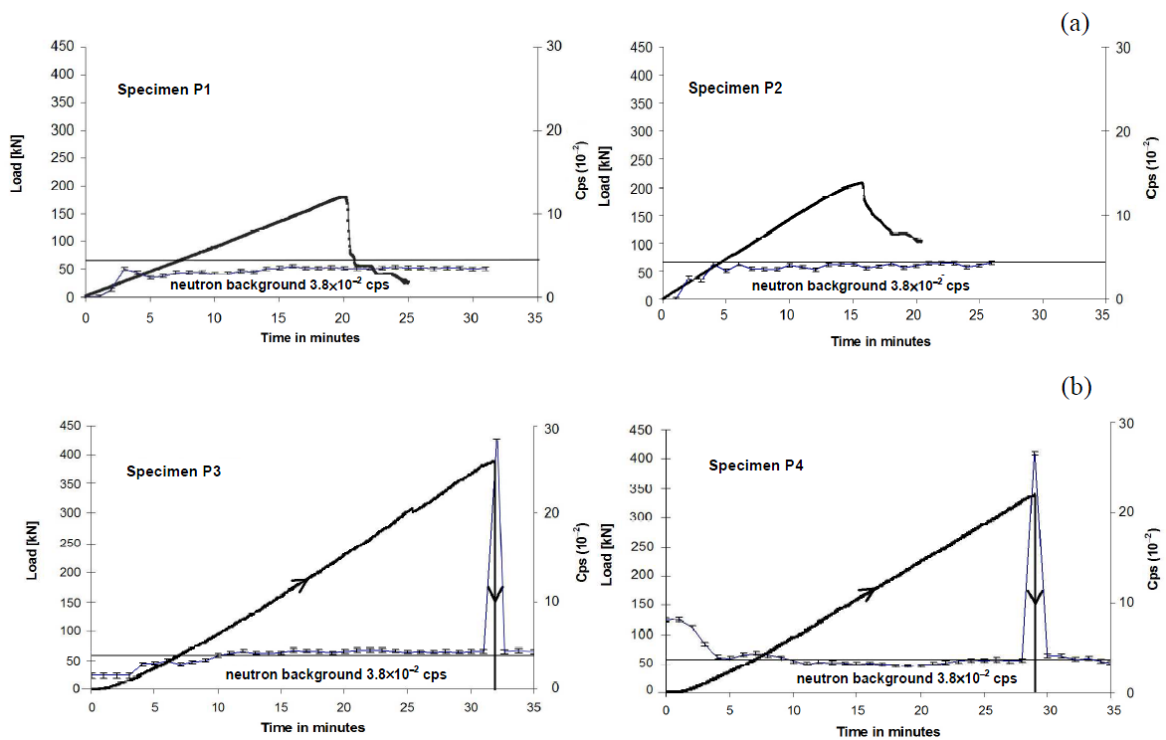 (a)
450
400
350
300
250
200
150
100
50
0
Load [kN]
Specimen P1
30
20
10
0
Cps (10⁻²)
neutron background 3.8×10⁻² cps
0 5 10 15 20 25 30 35
Time in minutes
450
400
350
300
250
200
150
100
50
0
Load [kN]
Specimen P2
30
20
10
0
Cps (10⁻²)
neutron background 3.8×10⁻² cps
0 5 10 15 20 25 30 35
Time in minutes
(b)
450
400
350
300
250
200
150
100
50
0
Load [kN]
Specimen P3
30
20
10
0
Cps (10⁻²)
neutron background 3.8×10⁻² cps
0 5 10 15 20 25 30 35
Time in minutes
450
400
350
300
250
200
150
100
50
0
Load [kN]
Specimen P4
30
20
10
0
Cps (10⁻²)
neutron background 3.8×10⁻² cps
0 5 10 15 20 25 30 35
Time in minutes